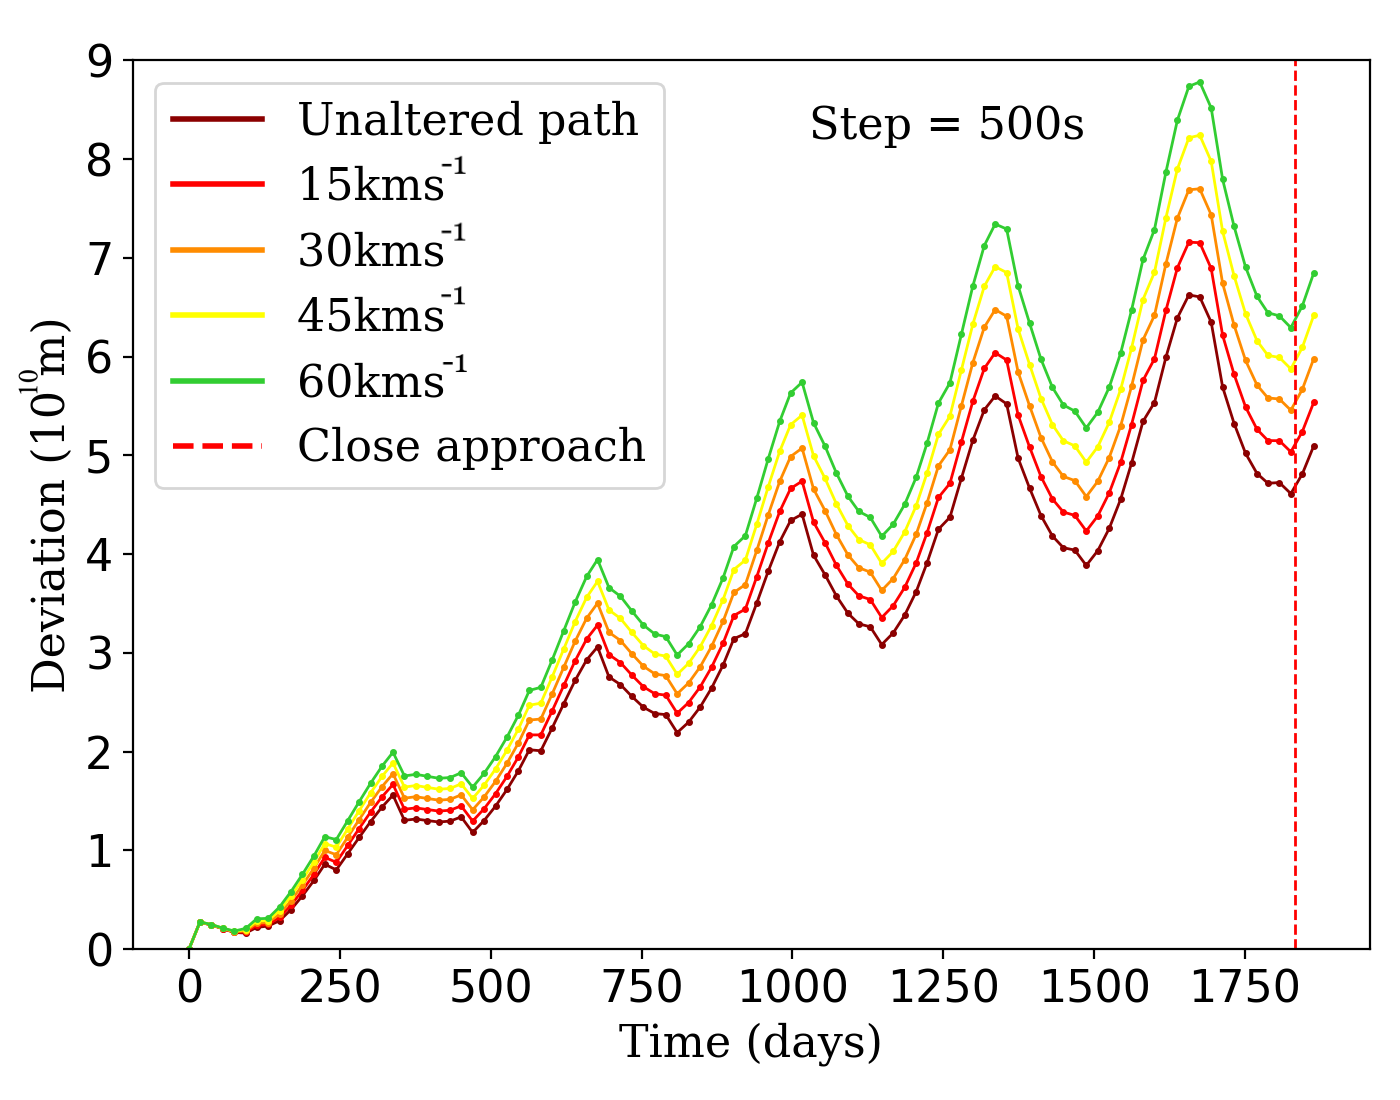 9
8
7
6
5
4
3
2
1
0
Deviation (10¹⁰m)
Unaltered path
15kms⁻¹
30kms⁻¹
45kms⁻¹
60kms⁻¹
Close approach
Step = 500s
0 250 500 750 1000 1250 1500 1750
Time (days)